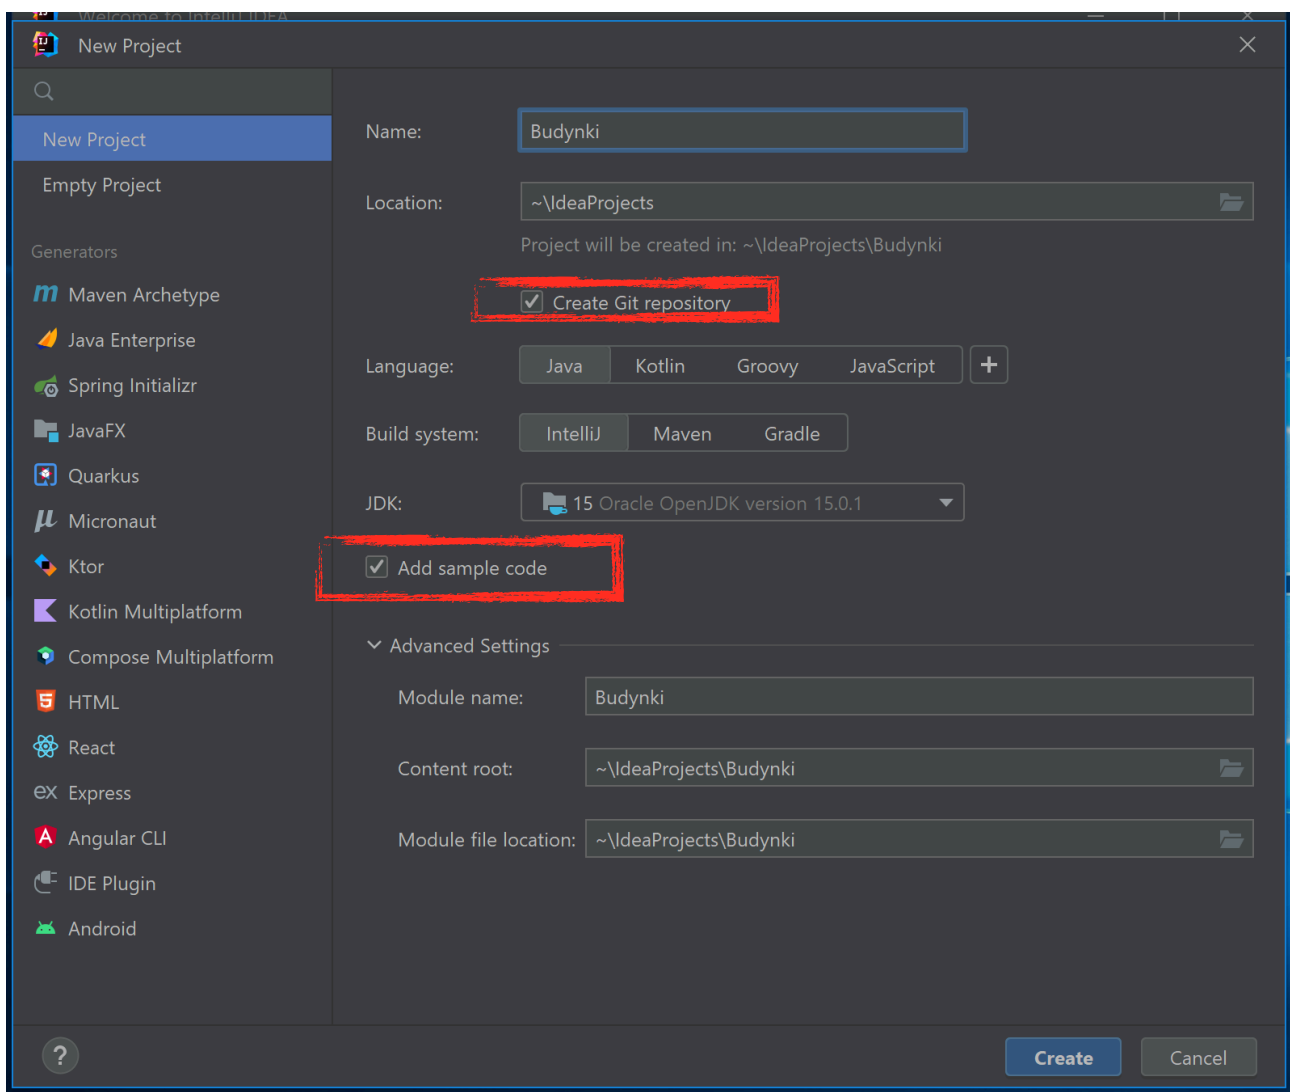 Welcome to IntelliJ IDEA
New Project
New Project
Empty Project
Generators
Maven Archetype
Java Enterprise
Spring Initializr
JavaFX
Quarkus
Micronaut
Ktor
Kotlin Multiplatform
Compose Multiplatform
HTML
React
Express
Angular CLI
IDE Plugin
Android
Name: Budynki
Location: ~\IdeaProjects
Project will be created in: ~\IdeaProjects\Budynki
Create Git repository
Language: Java Kotlin Groovy JavaScript +
Build system: IntelliJ Maven Gradle
JDK: 15 Oracle OpenJDK version 15.0.1
Add sample code
Advanced Settings
Module name: Budynki
Content root: ~\IdeaProjects\Budynki
Module file location: ~\IdeaProjects\Budynki
? Create Cancel